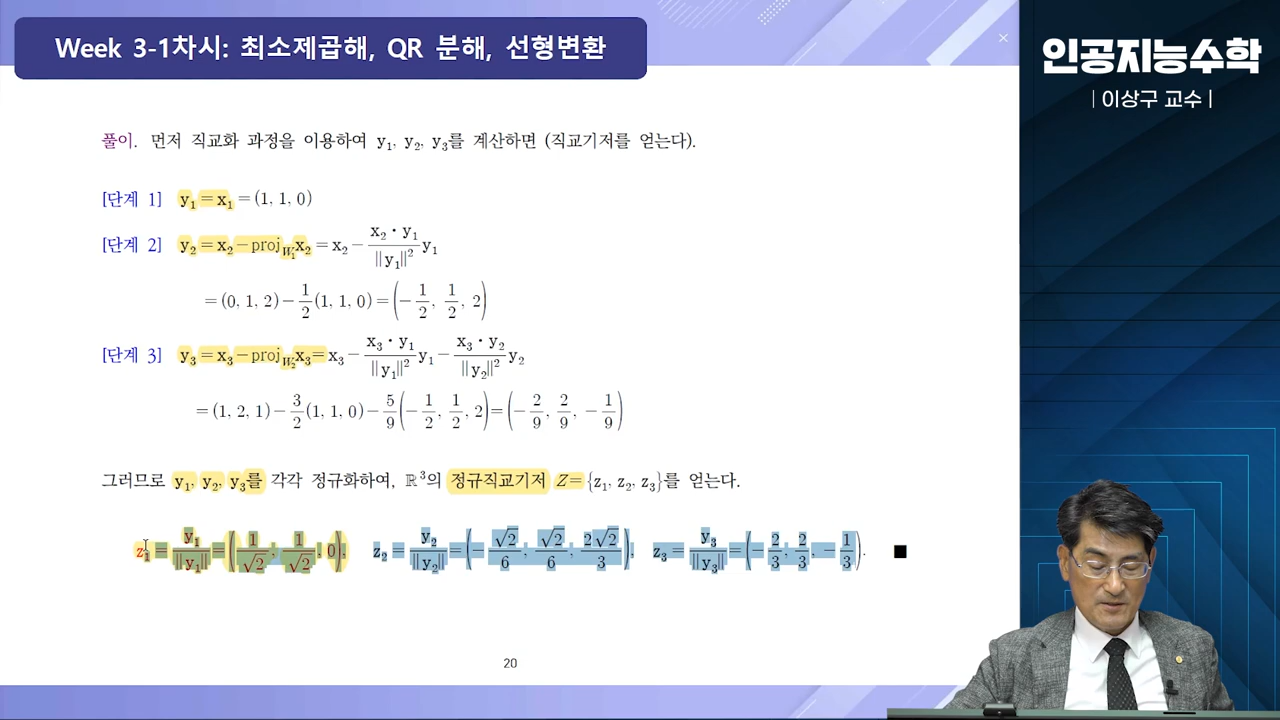 Week 3-1차시: 최소제곱해, QR 분해, 선형변환
인공지능수학
| 이상구 교수 |
풀이. 먼저 직교화 과정을 이용하여 y₁, y₂, y₃를 계산하면 (직교기저를 얻는다).
[단계 1] y₁ = x₁ = (1, 1, 0)
[단계 2] y₂ = x₂ − proj_{W₁}x₂ = x₂ − (x₂ · y₁)/(||y₁||²) y₁
= (0, 1, 2) − 1/2 (1, 1, 0) = (−1/2, 1/2, 2)
[단계 3] y₃ = x₃ − proj_{W₂}x₃ = x₃ − (x₃ · y₁)/(||y₁||²) y₁ − (x₃ · y₂)/(||y₂||²) y₂
= (1, 2, 1) − 3/2 (1, 1, 0) − 5/9 (−1/2, 1/2, 2) = (−2/9, 2/9, −1/9)
그러므로 y₁, y₂, y₃를 각각 정규화하여, ℝ³의 정규직교기저 Z = {z₁, z₂, z₃}를 얻는다.
z₁ = y₁/||y₁|| = (1/√2, 1/√2, 0), z₂ = y₂/||y₂|| = (−√2/6, √2/6, 2√2/3), z₃ = y₃/||y₃|| = (−2/3, 2/3, −1/3). ■
20